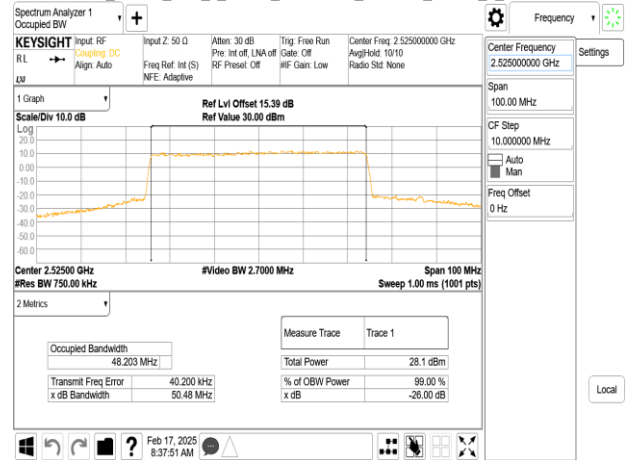 Spectrum Analyzer 1
Occupied BW
Frequency
KEYSIGHT
Input: RF
Coupling: DC
Align: Auto
Input Z: 50 Ω
Freq Ref: Int (S)
NFE: Adaptive
Atten: 30 dB
Pre: Int off, LNA off
RF Preset: Off
Trig: Free Run
Gate: Off
#IF Gain: Low
Center Freq: 2.525000000 GHz
Avg|Hold: 10/10
Radio Std: None
RL
LXI
Center Frequency
2.525000000 GHz
Settings
Span
100.00 MHz
CF Step
10.000000 MHz
Auto
Man
Freq Offset
0 Hz
Local
1 Graph
Scale/Div 10.0 dB
Ref Lvl Offset 15.39 dB
Ref Value 30.00 dBm
Log
20.0
10.0
0.00
-10.0
-20.0
-30.0
-40.0
-50.0
-60.0
Center 2.52500 GHz
#Video BW 2.7000 MHz
Span 100 MHz
#Res BW 750.00 kHz
Sweep 1.00 ms (1001 pts)
2 Metrics
Measure Trace
Trace 1
Occupied Bandwidth
48.203 MHz
Total Power
28.1 dBm
Transmit Freq Error
40.200 kHz
% of OBW Power
99.00 %
x dB Bandwidth
50.48 MHz
x dB
-26.00 dB
?
Feb 17, 2025
8:37:51 AM